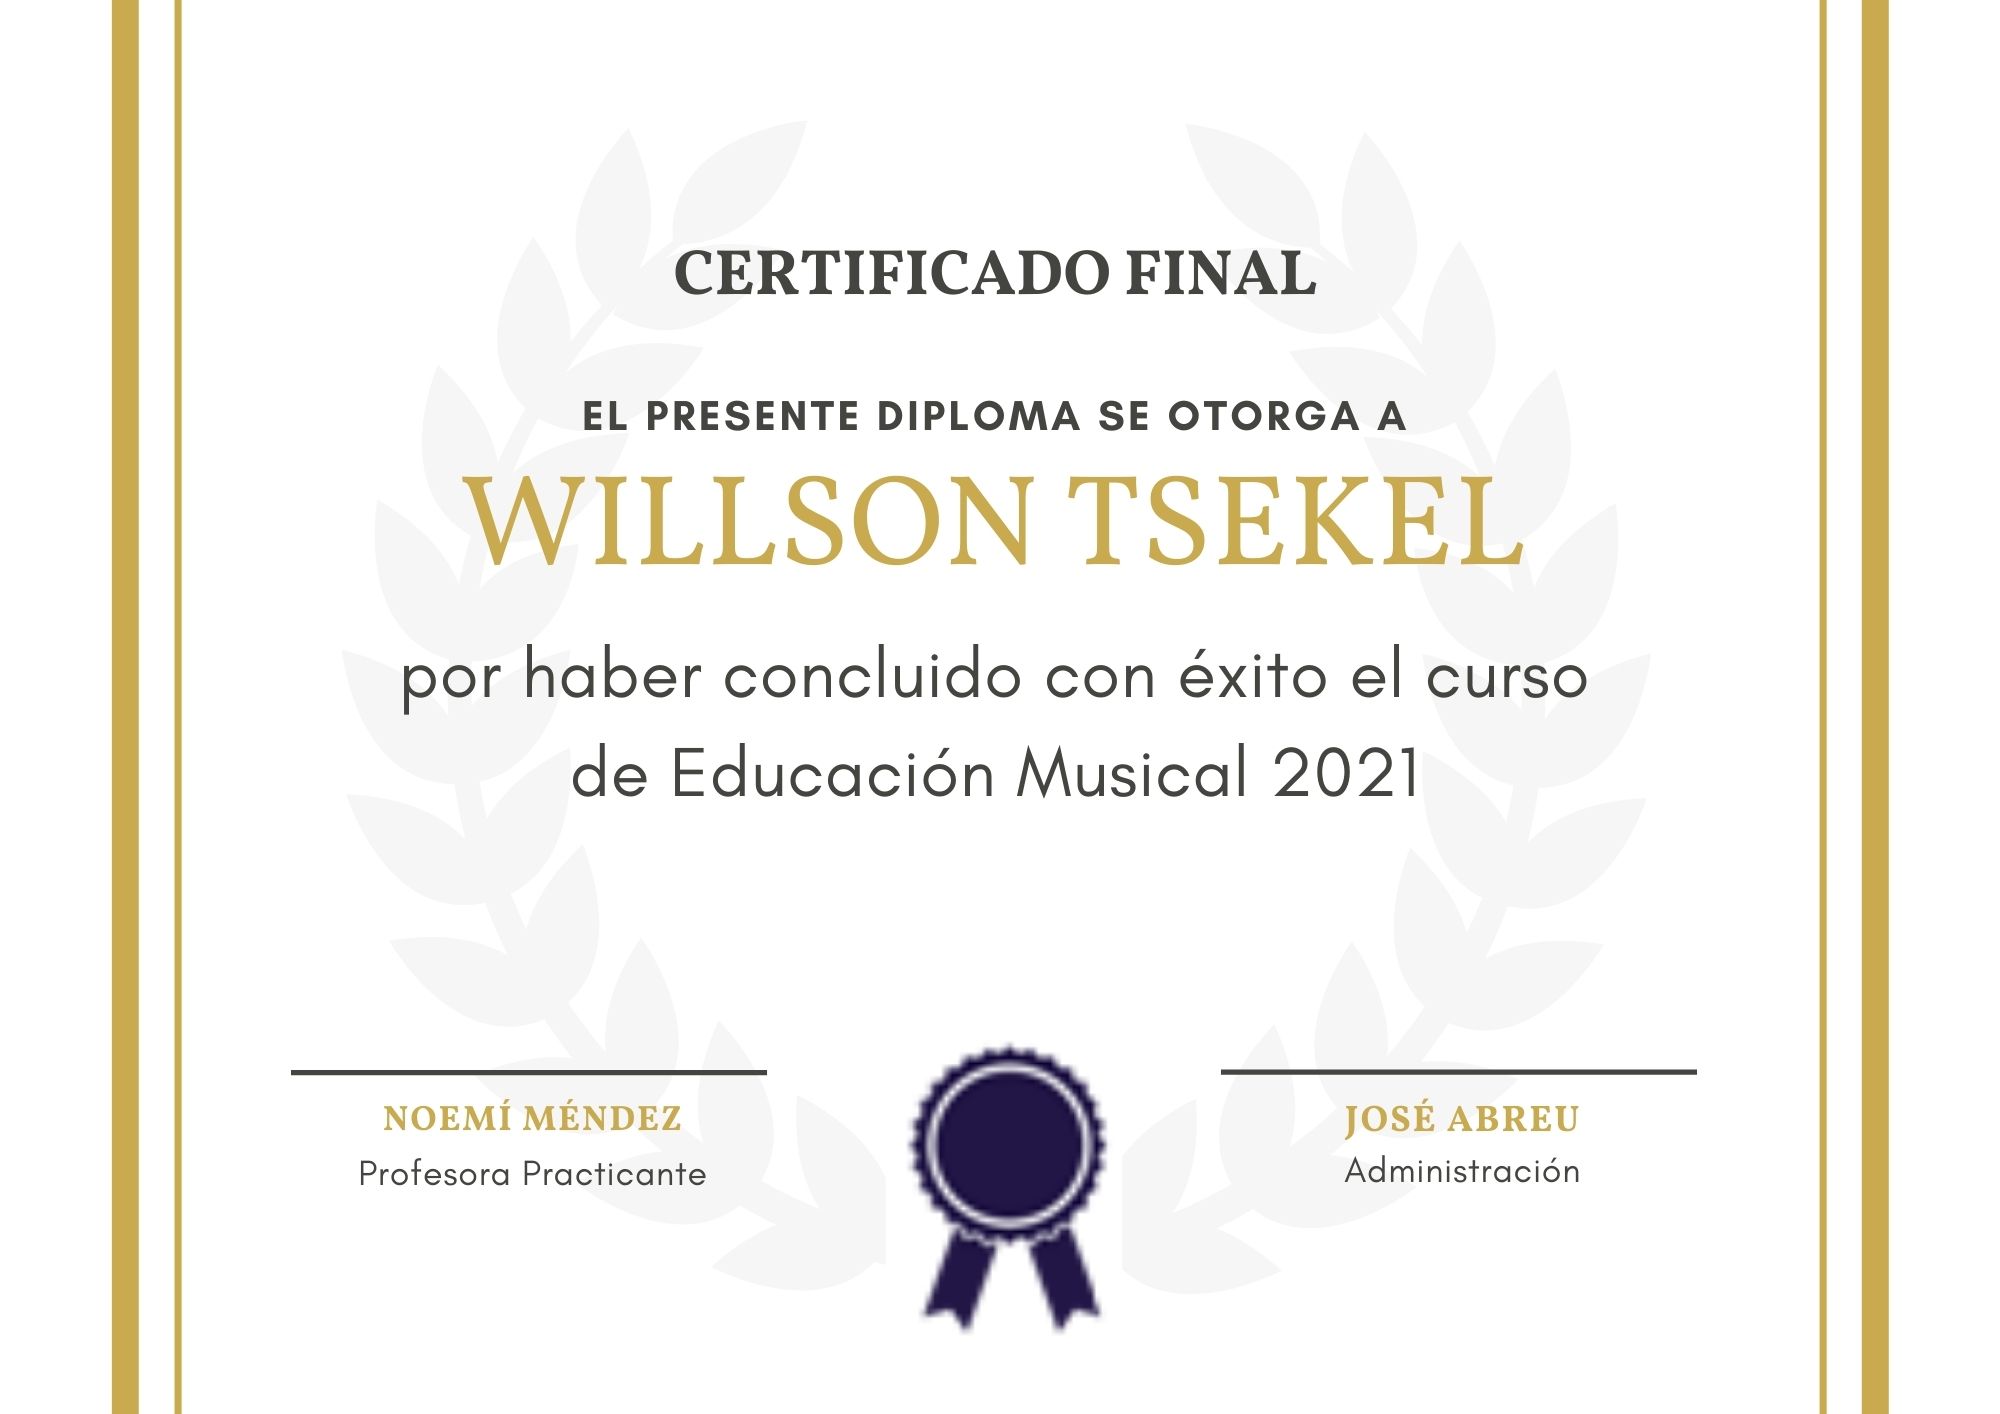 CERTIFICADO FINAL
EL PRESENTE DIPLOMA SE OTORGA A
WILLSON TSEKEL
por haber concluido con éxito el curso
de Educación Musical 2021
NOEMÍ MÉNDEZ
Profesora Practicante
JOSÉ ABREU
Administración